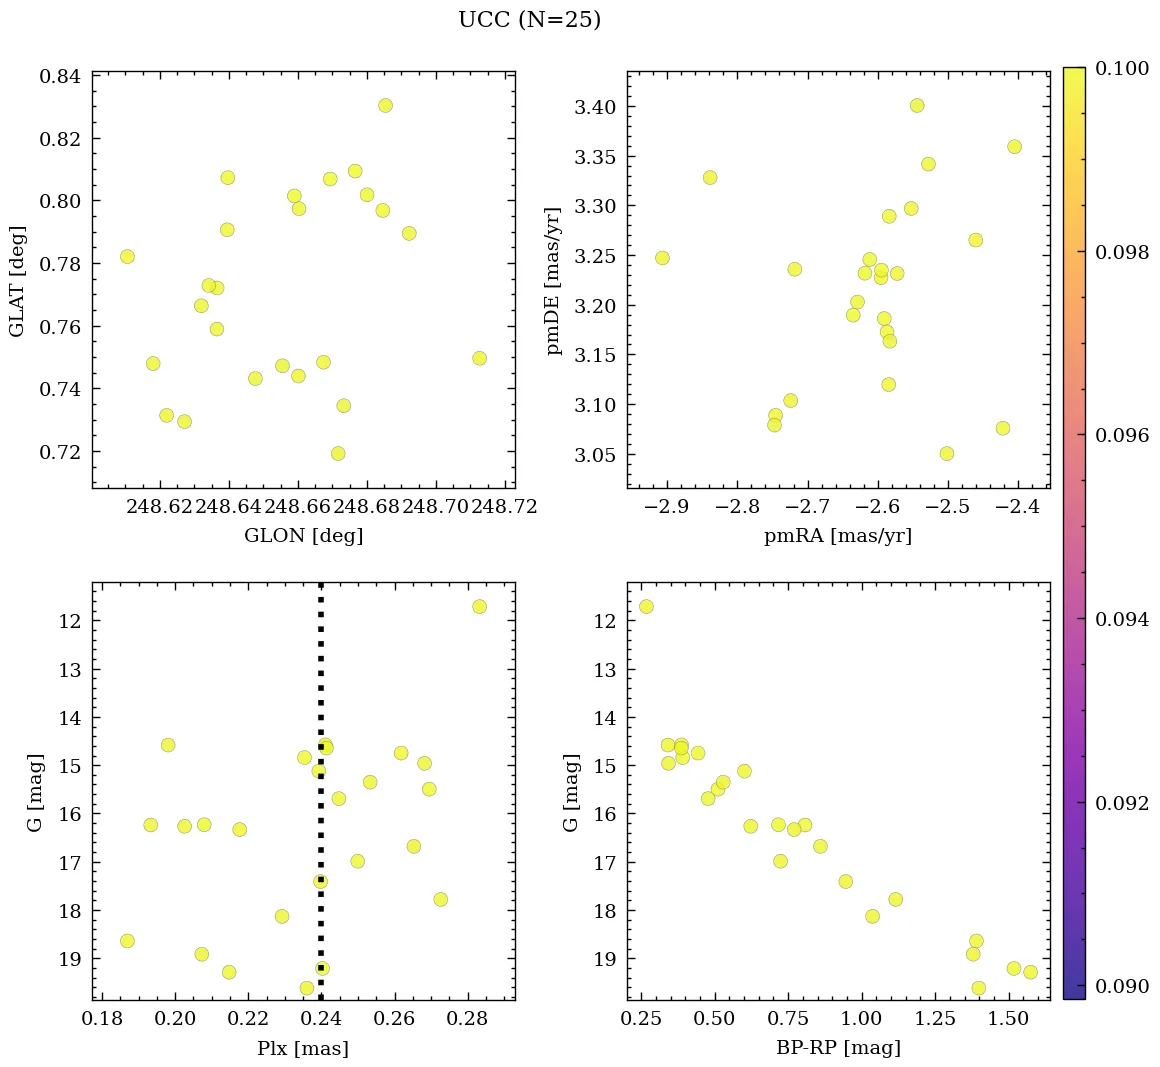 UCC (N=25)
0.84
0.82
0.80
0.78
0.76
0.74
0.72
GLAT [deg]
248.62 248.64 248.66 248.68 248.70 248.72
GLON [deg]
3.40
3.35
3.30
3.25
3.20
3.15
3.10
3.05
pmDE [mas/yr]
−2.9 −2.8 −2.7 −2.6 −2.5 −2.4
pmRA [mas/yr]
0.100
0.098
0.096
0.094
0.092
0.090
12
13
14
15
16
17
18
19
G [mag]
0.18 0.20 0.22 0.24 0.26 0.28
Plx [mas]
12
13
14
15
16
17
18
19
G [mag]
0.25 0.50 0.75 1.00 1.25 1.50
BP-RP [mag]